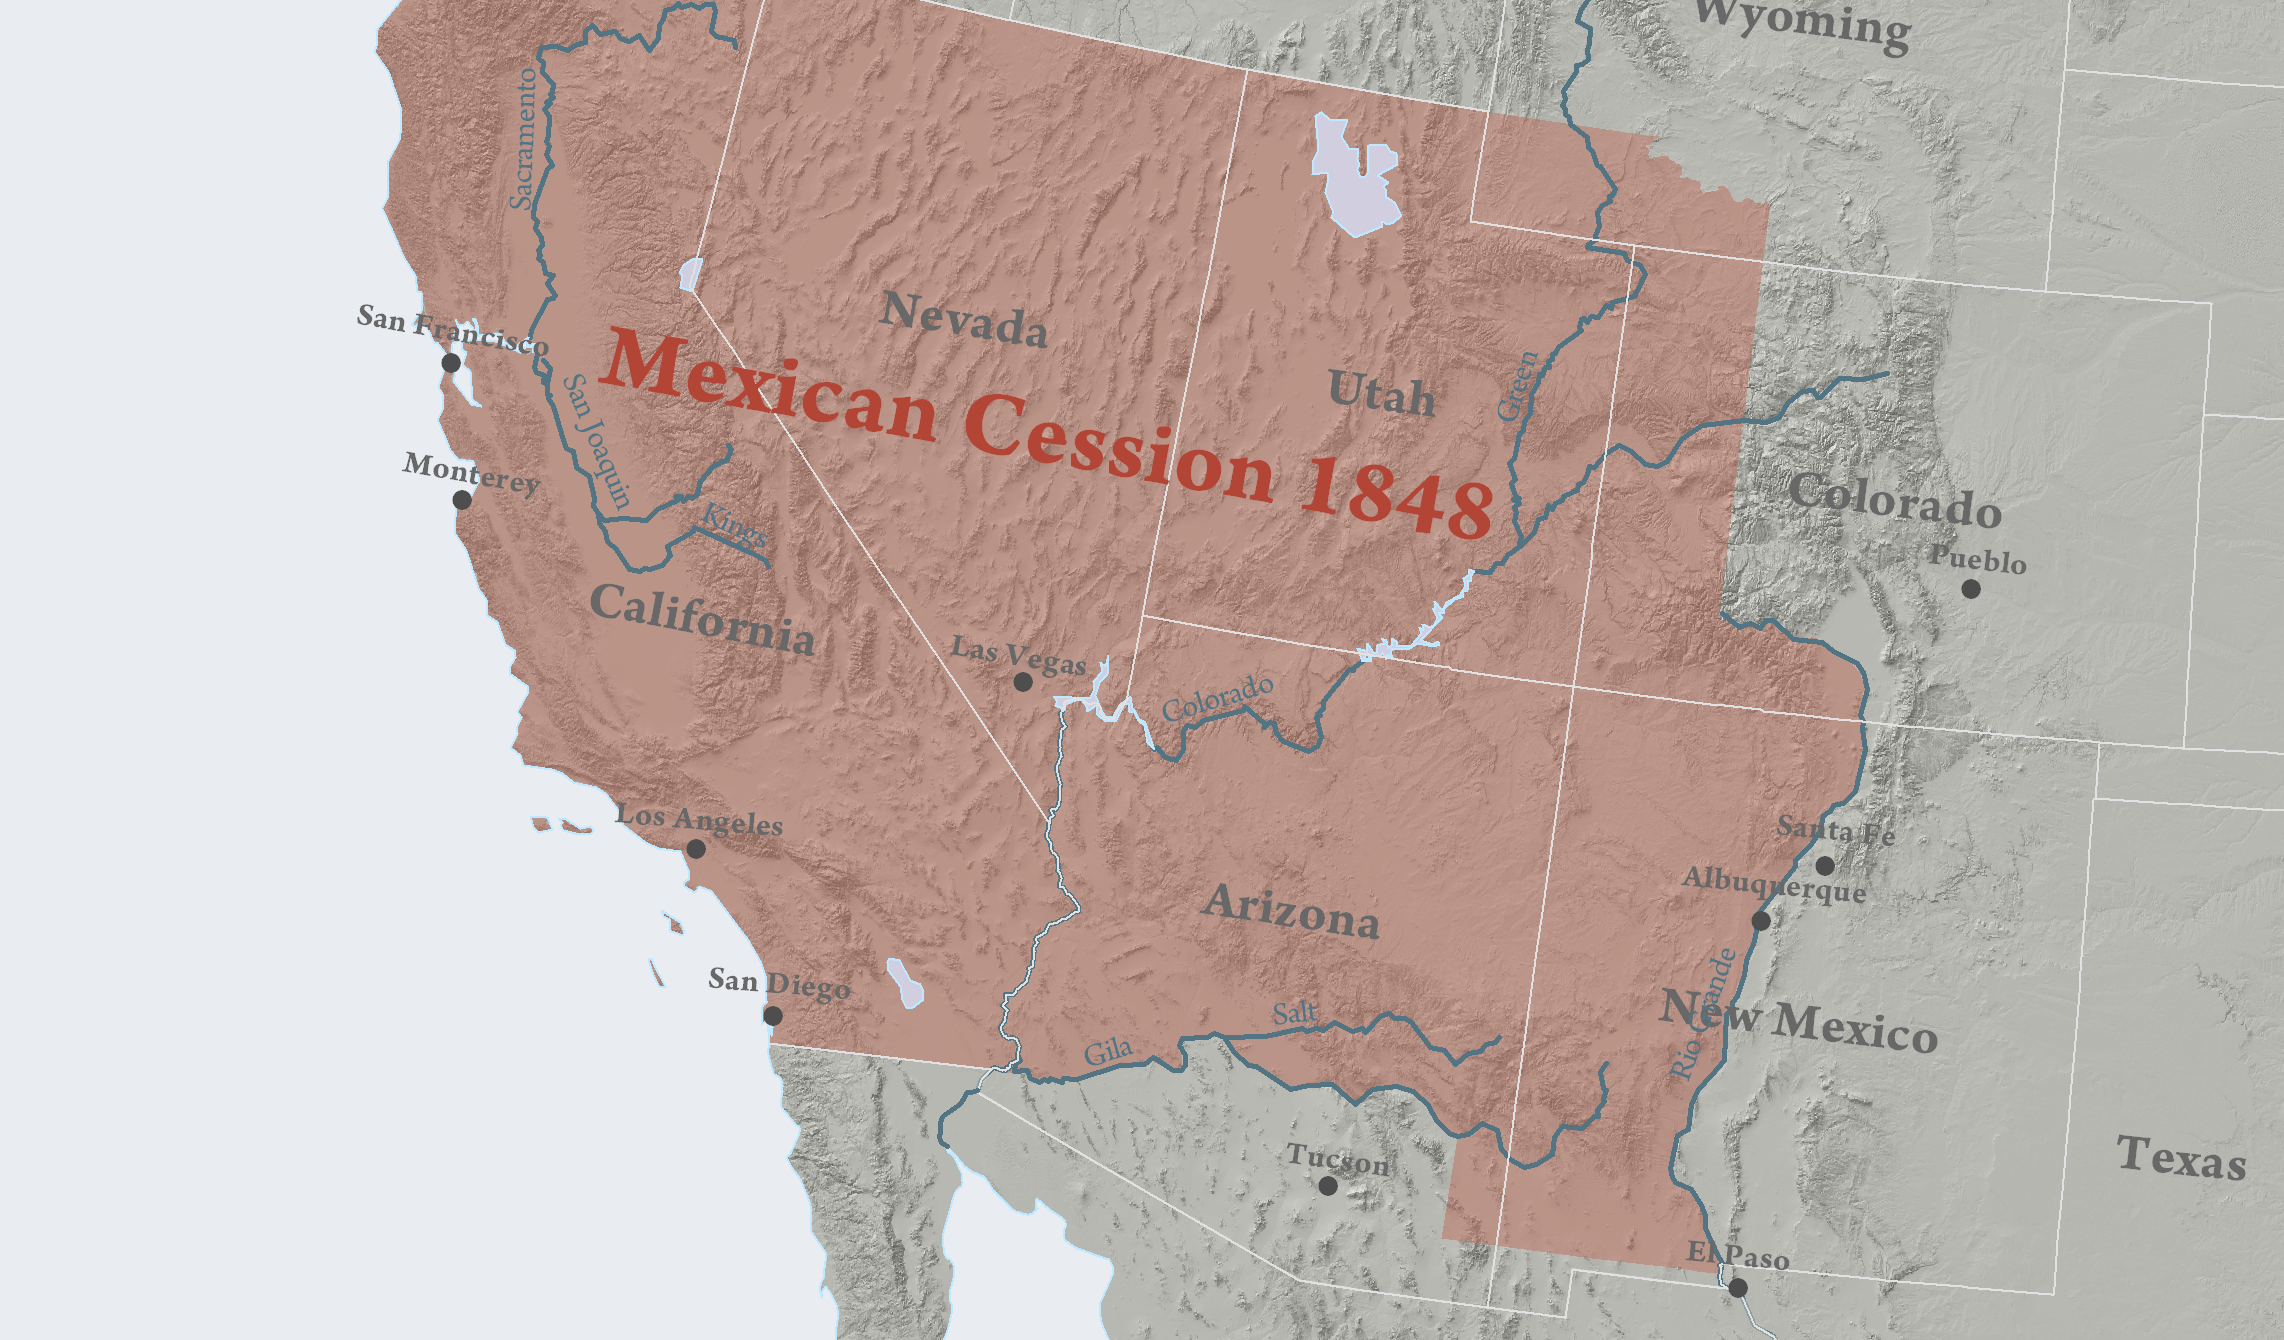 Wyoming
Sacramento
Nevada
San Francisco
Mexican Cession 1848
Utah
Green
San Joaquin
Monterey
Kings
Colorado
Pueblo
California
Las Vegas
Colorado
Los Angeles
Santa Fe
Albuquerque
Arizona
San Diego
Salt
Gila
Rio Grande
New Mexico
Tucson
Texas
El Paso